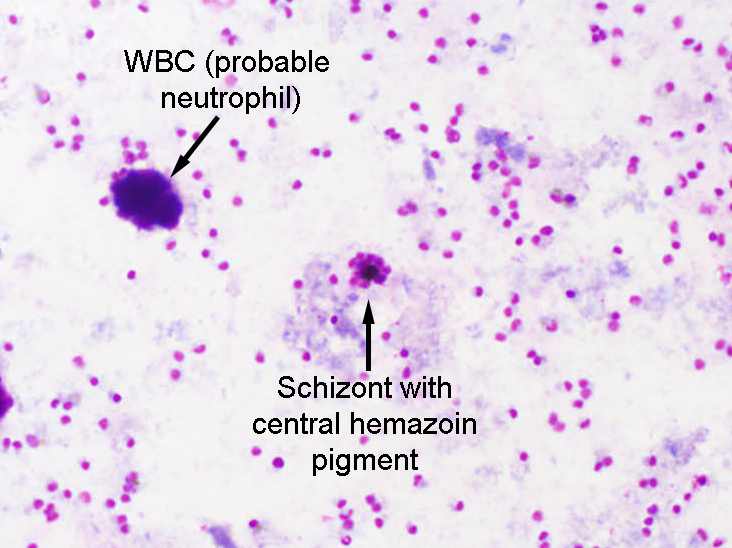 WBC (probable
neutrophil)
Schizont with
central hemazoin
pigment